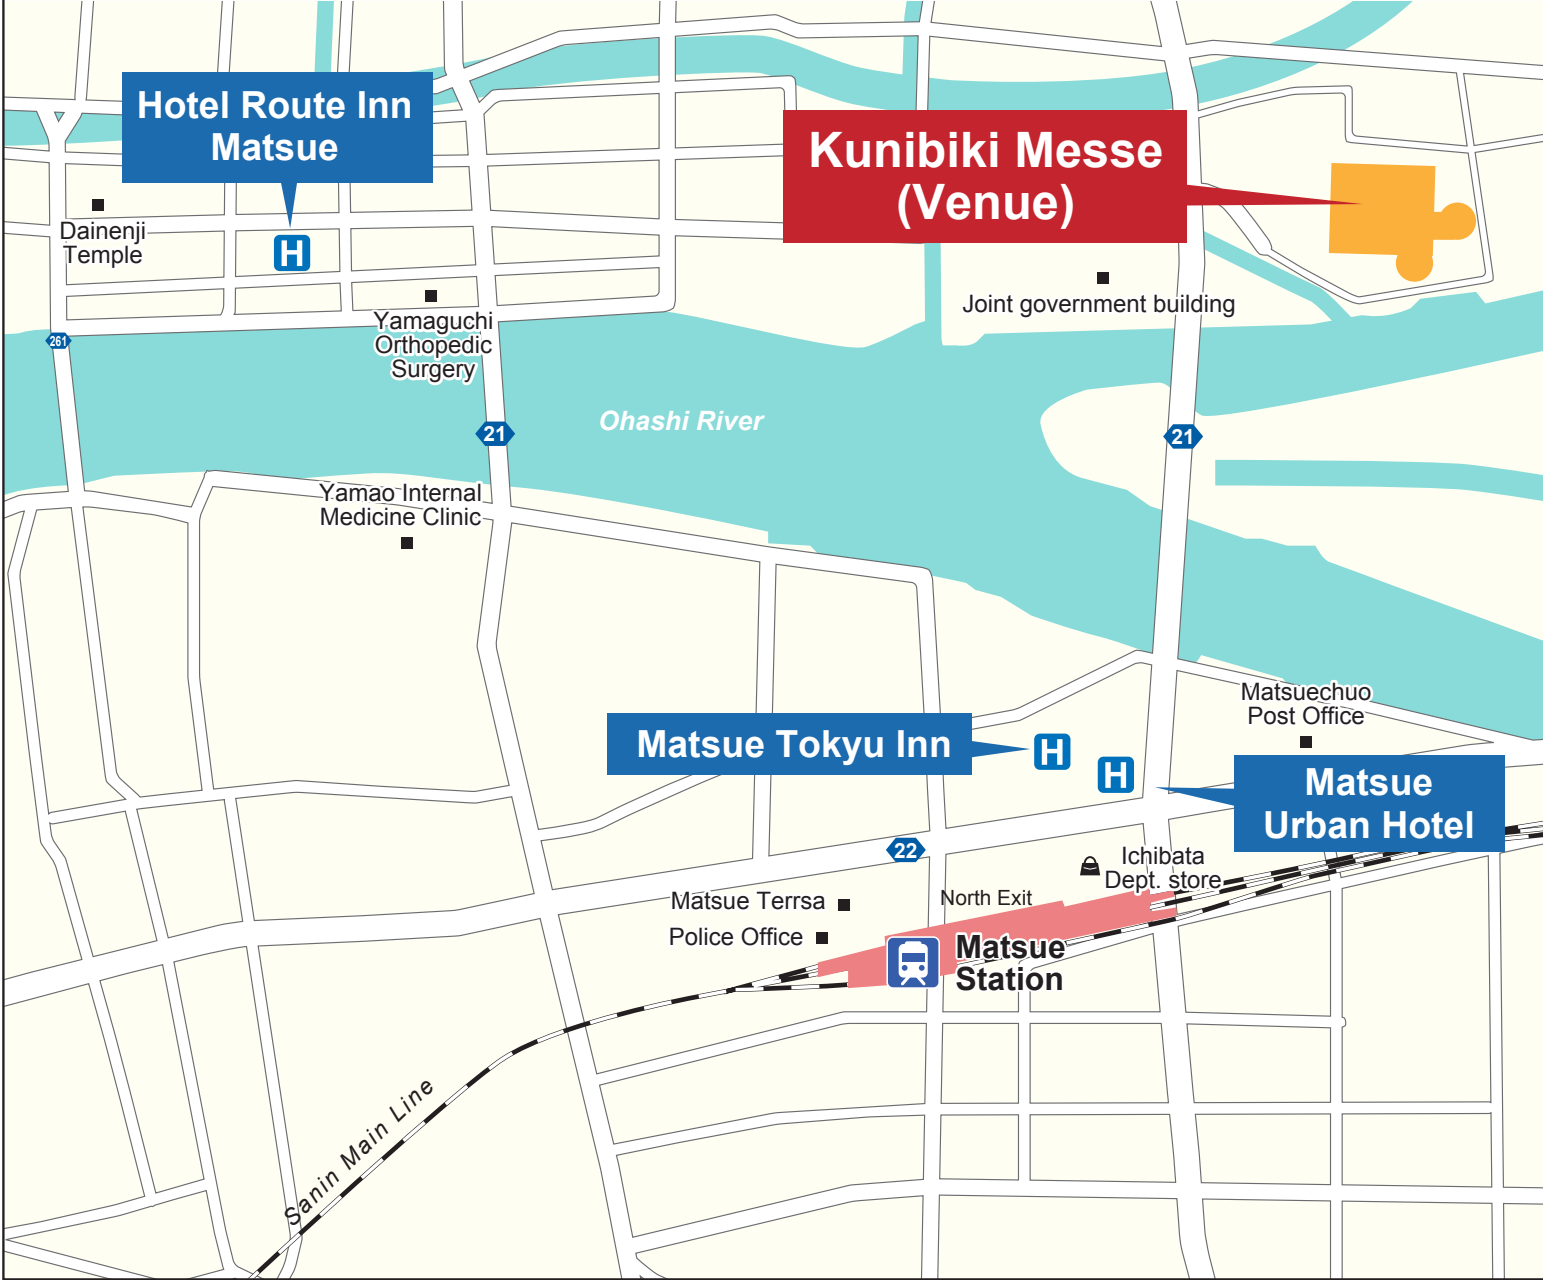 Hotel Route Inn
Matsue
Kunibiki Messe
(Venue)
Dainenji
Temple
H
Joint government building
Yamaguchi
Orthopedic
Surgery
261
Ohashi River
21
21
Yamao Internal
Medicine Clinic
Matsuechuo
Post Office
Matsue Tokyu Inn
H
H
Matsue
Urban Hotel
22
Ichibata
Dept. store
Matsue Terrsa
North Exit
Police Office
Matsue
Station
Sanin Main Line